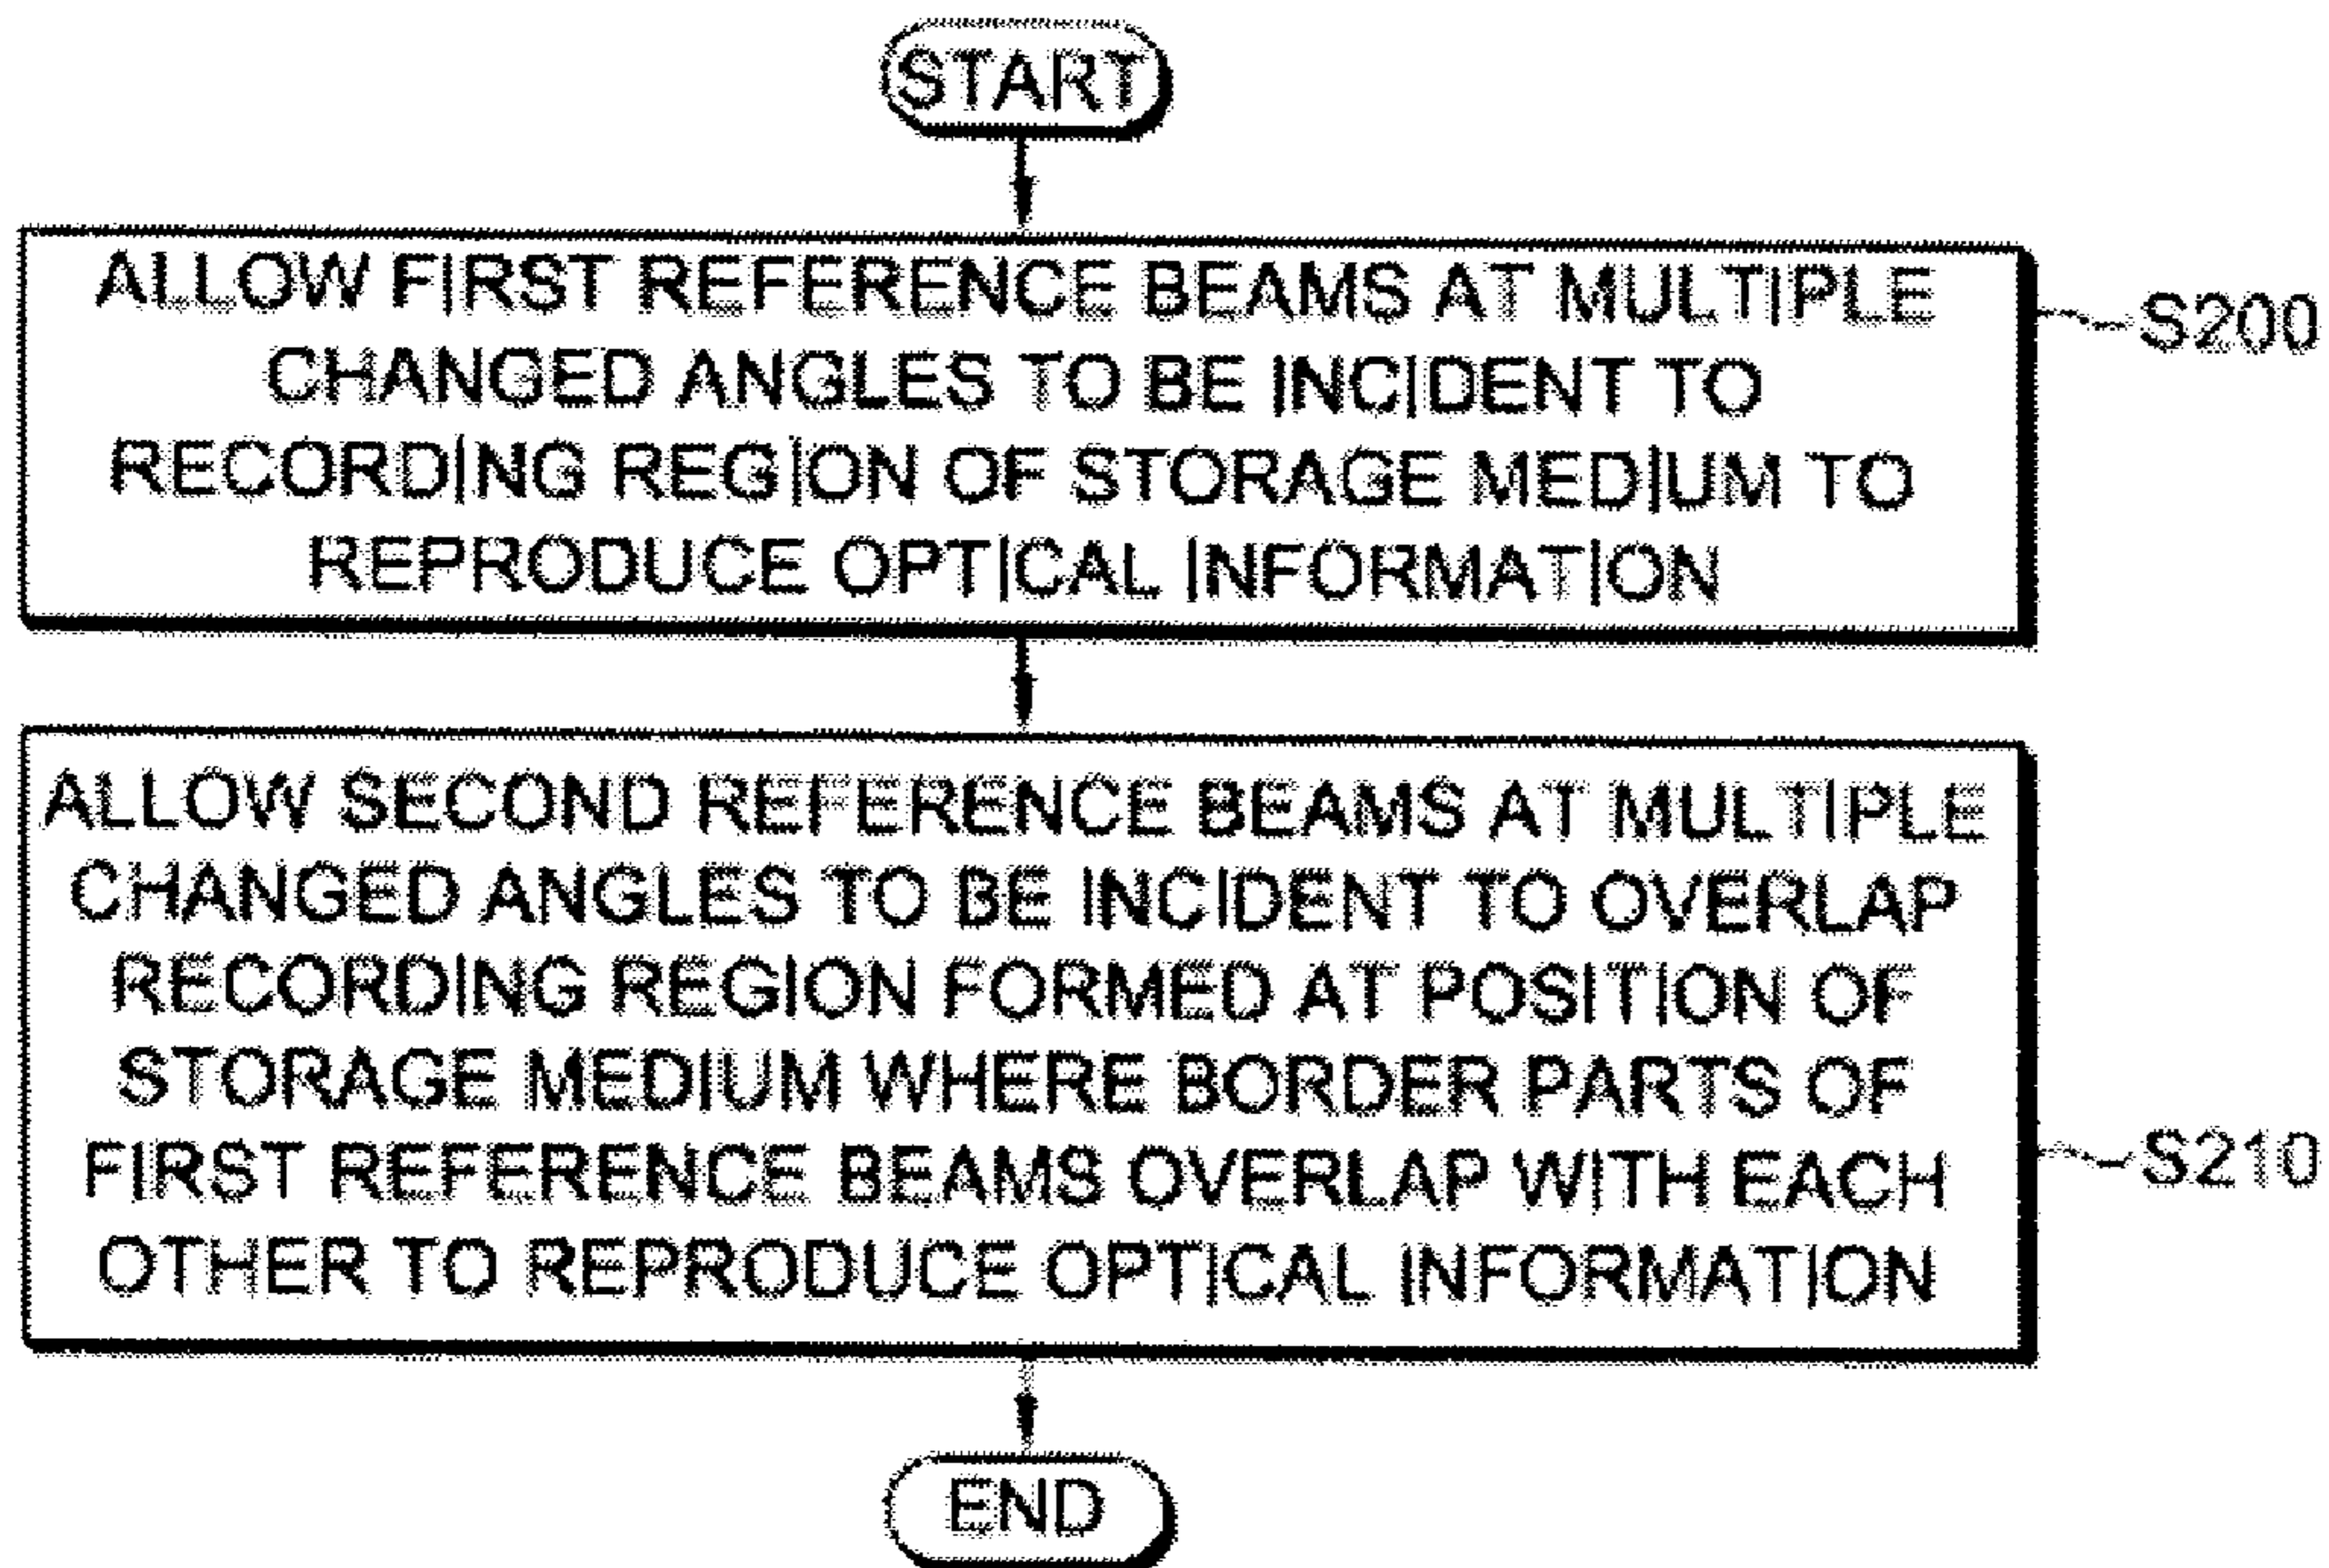 START
ALLOW FIRST REFERENCE BEAMS AT MULTIPLE
CHANGED ANGLES TO BE INCIDENT TO
RECORDING REGION OF STORAGE MEDIUM TO
REPRODUCE OPTICAL INFORMATION
S200
ALLOW SECOND REFERENCE BEAMS AT MULTIPLE
CHANGED ANGLES TO BE INCIDENT TO OVERLAP
RECORDING REGION FORMED AT POSITION OF
STORAGE MEDIUM WHERE BORDER PARTS OF
FIRST REFERENCE BEAMS OVERLAP WITH EACH
OTHER TO REPRODUCE OPTICAL INFORMATION
S210
END